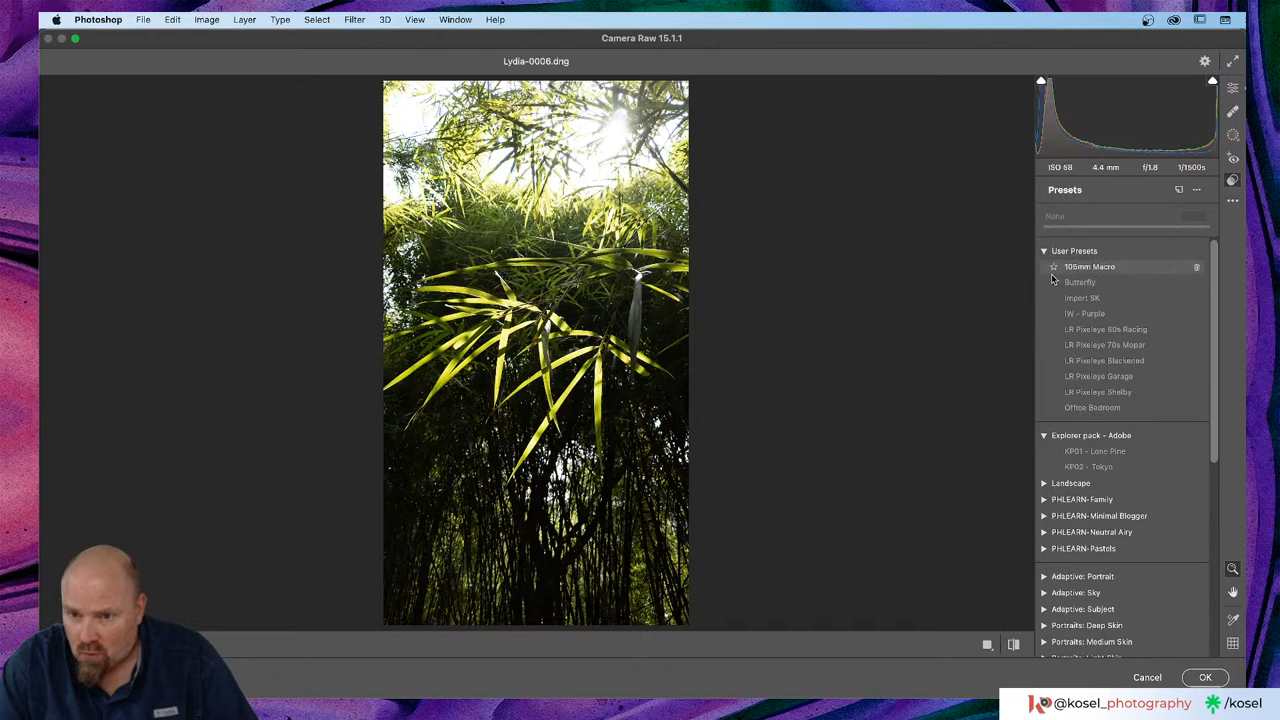 Photoshop File Edit Image Layer Type Select Filter 3D View Window Help
Camera Raw 15.1.1
Lydia-0006.dng
ISO 58 4.4 mm f/1.8 1/1500s
Presets
None
User Presets
105mm Macro
Butterfly
Import SK
IW - Purple
LR Pixeleye 60s Racing
LR Pixeleye 70s Mopar
LR Pixeleye Blackened
LR Pixeleye Garage
LR Pixeleye Shelby
Office Bedroom
Explorer pack - Adobe
KP01 - Lone Pine
KP02 - Tokyo
Landscape
PHLEARN-Family
PHLEARN-Minimal Blogger
PHLEARN-Neutral Airy
PHLEARN-Pastels
Adaptive: Portrait
Adaptive: Sky
Adaptive: Subject
Portraits: Deep Skin
Portraits: Medium Skin
Cancel OK
@kosel_photography /kosel